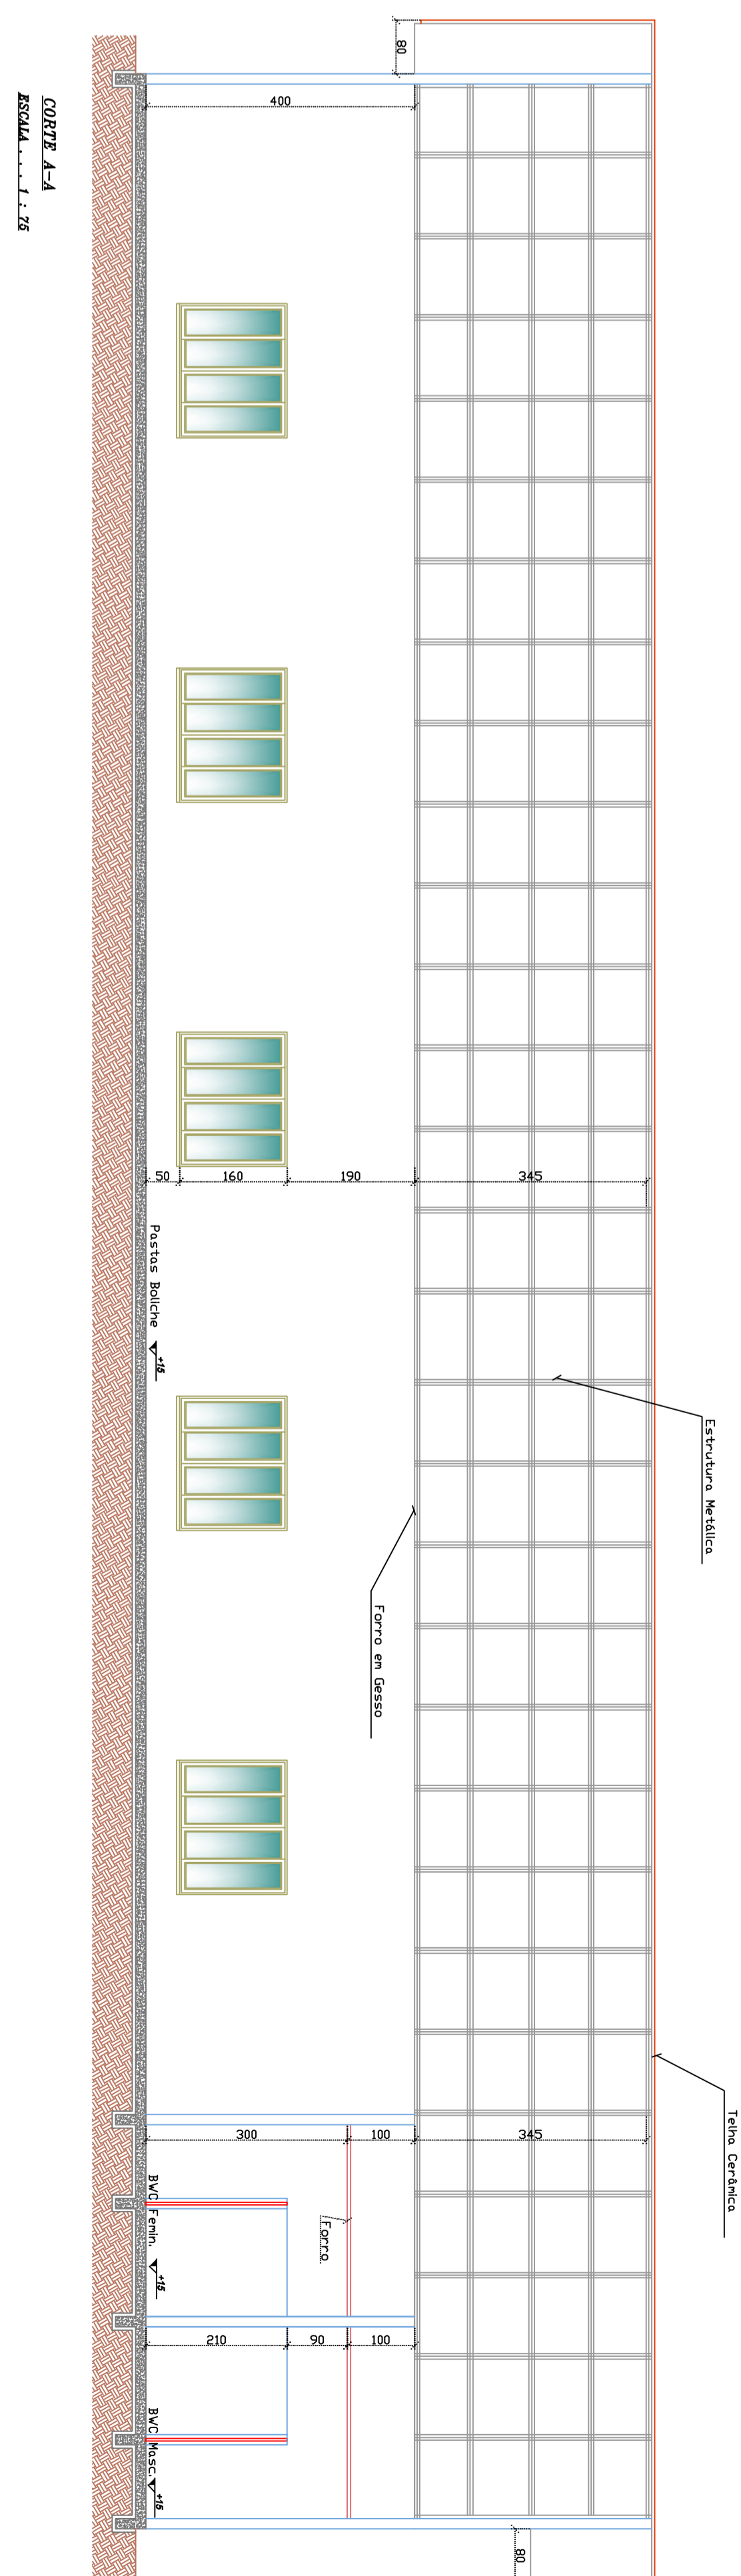 80
400
CORTE A-A
ESCALA . . . 1 : 75
50
160
190
345
Pastas Boliche
+15
Estrutura Metálica
Forro em Gesso
Telha Cerâmica
300
100
345
BWC Femin.
+15
Forro
210
90
100
BWC Masc.
+15
80